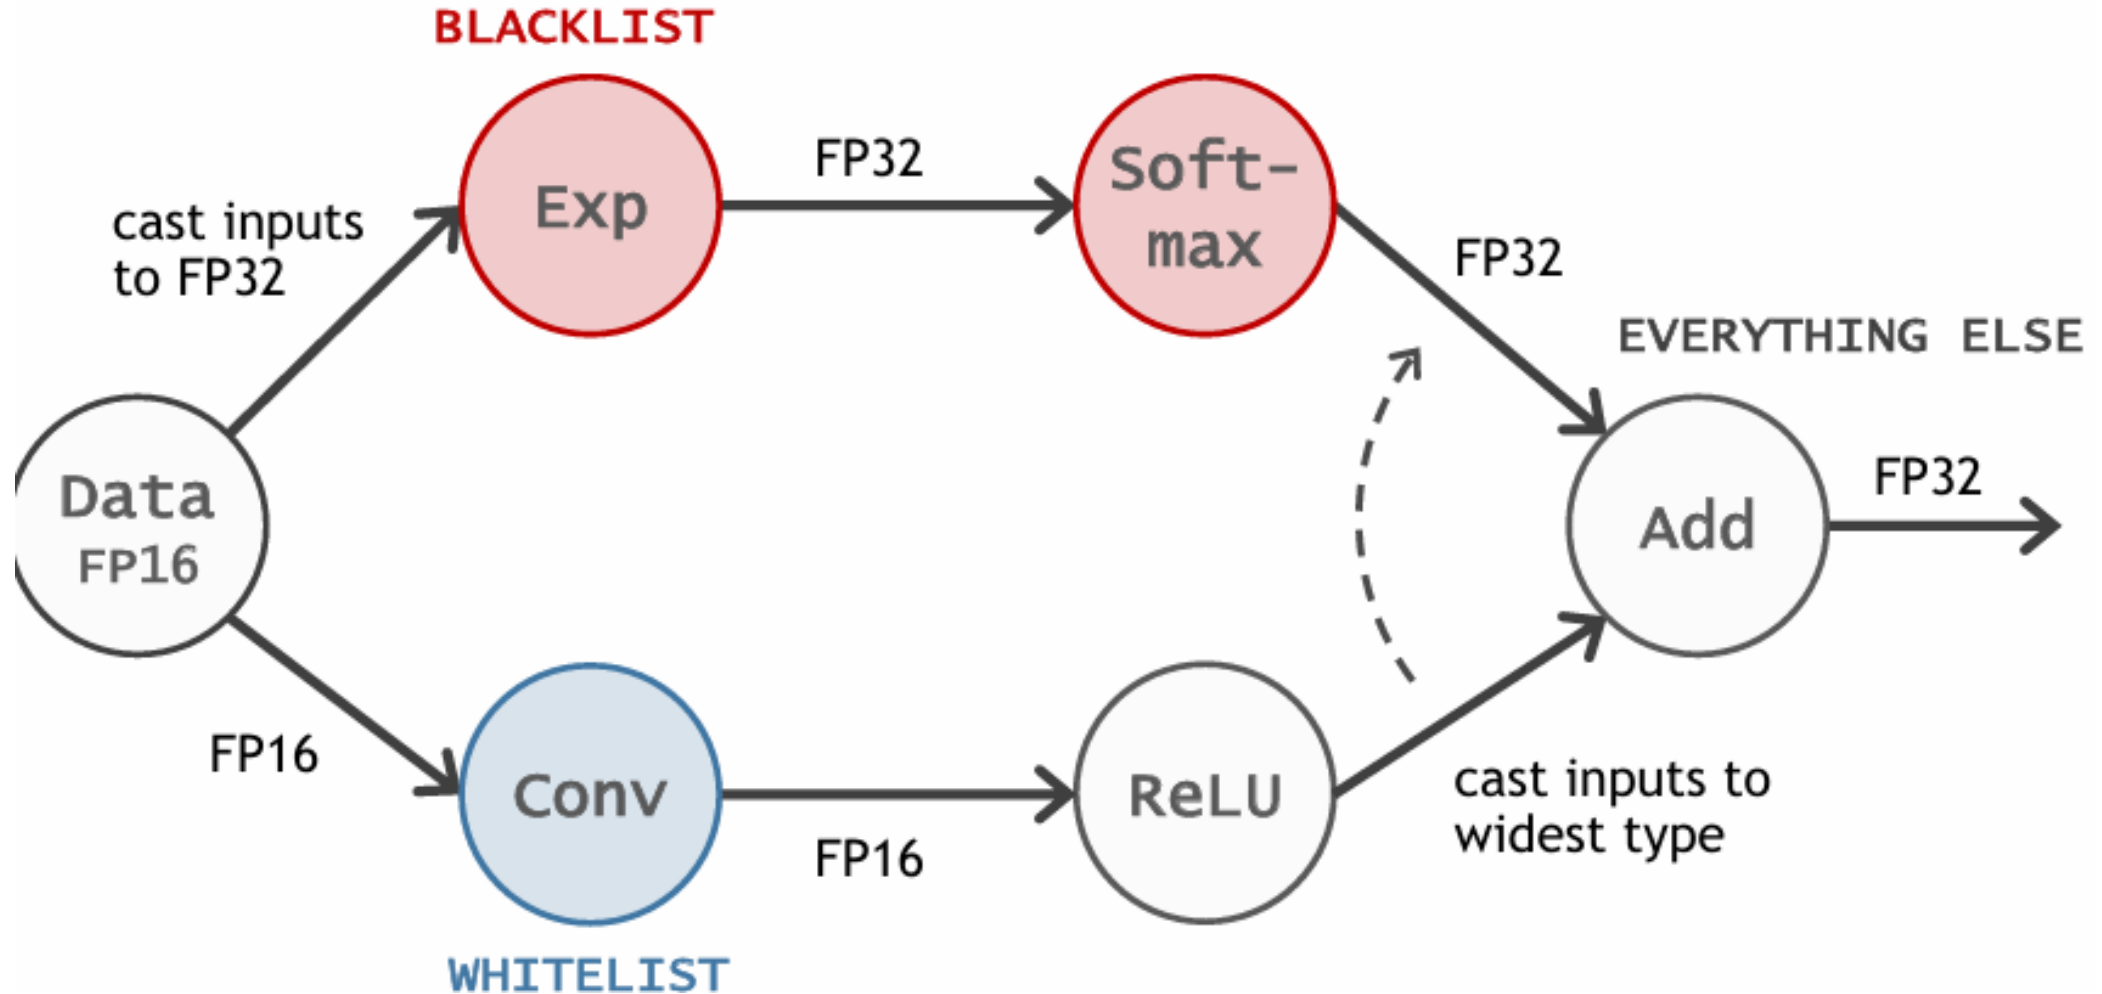 BLACKLIST
Exp
FP32
Soft-
max
cast inputs
to FP32
FP32
EVERYTHING ELSE
Data
FP16
Add
FP32
FP16
Conv
FP16
ReLU
cast inputs to
widest type
WHITELIST